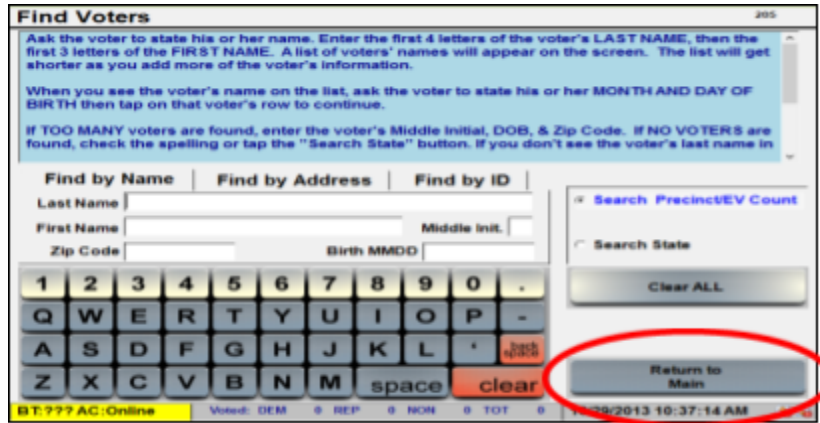 Find Voters 205
Ask the voter to state his or her name. Enter the first 4 letters of the voter's LAST NAME, then the
first 3 letters of the FIRST NAME. A list of voters' names will appear on the screen. The list will get
shorter as you add more of the voter's information.
When you see the voter's name on the list, ask the voter to state his or her MONTH AND DAY OF
BIRTH then tap on that voter's row to continue.
If TOO MANY voters are found, enter the voter's Middle Initial, DOB, & Zip Code. If NO VOTERS are
found, check the spelling or tap the "Search State" button. If you don't see the voter's last name in
Find by Name Find by Address Find by ID
Last Name
First Name Middle Init.
Zip Code Birth MMDD
Search Precinct/EV Count
Search State
1 2 3 4 5 6 7 8 9 0 .
Q W E R T Y U I O P -
A S D F G H J K L ' back space
Z X C V B N M space clear
Clear ALL
Return to
Main
BT:??? AC:Online Voted: DEM 0 REP 0 NON 0 TOT 0 /29/2013 10:37:14 AM